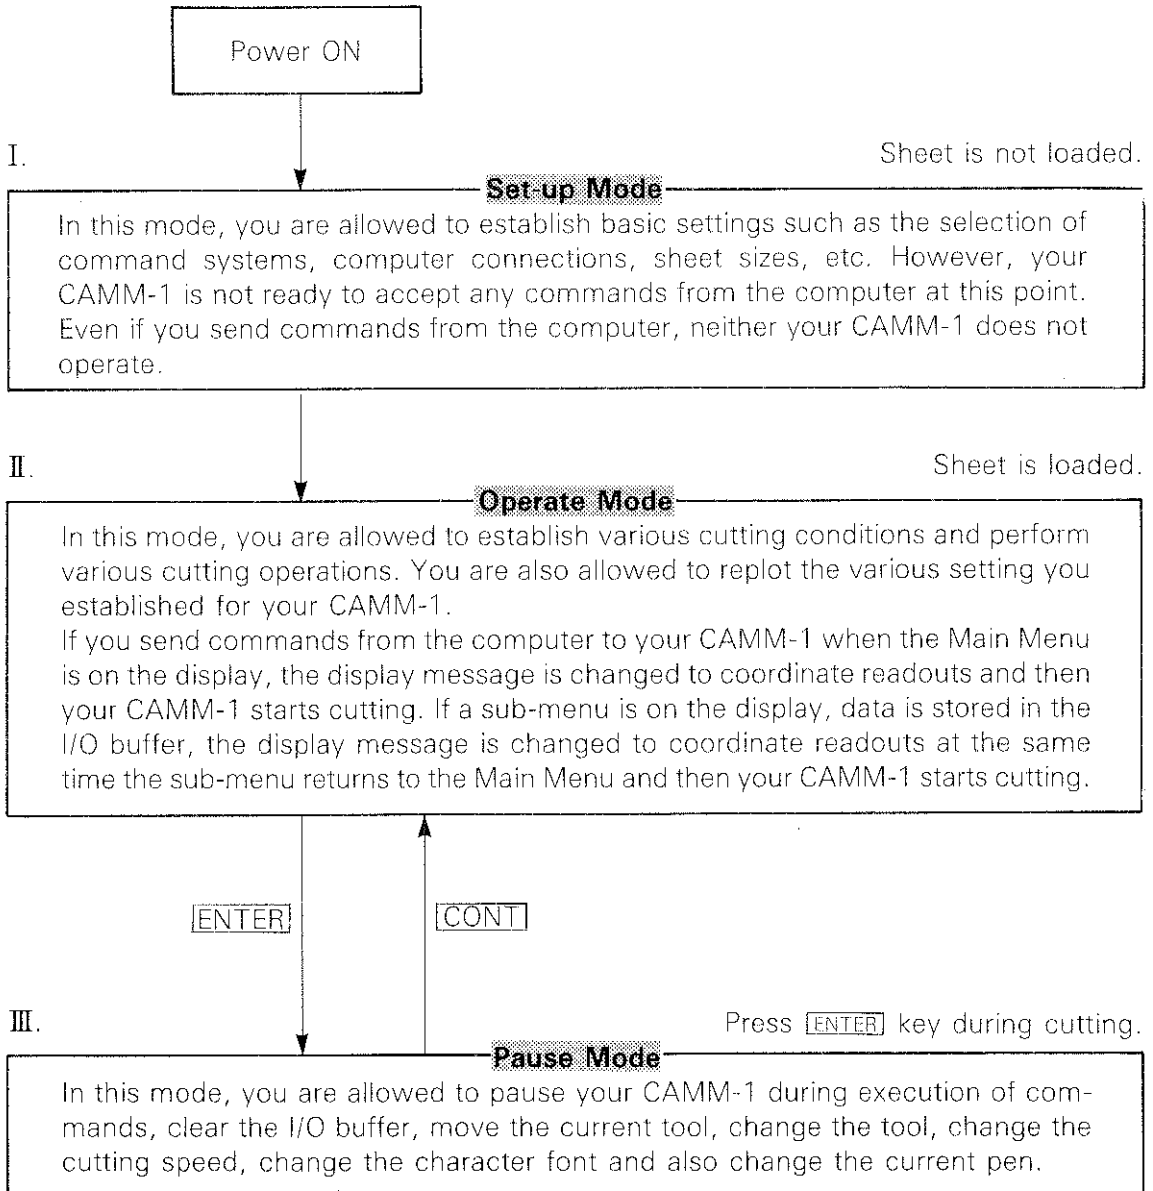 Power ON
I.
Sheet is not loaded.
Set-up Mode
In this mode, you are allowed to establish basic settings such as the selection of
command systems, computer connections, sheet sizes, etc. However, your
CAMM-1 is not ready to accept any commands from the computer at this point.
Even if you send commands from the computer, neither your CAMM-1 does not
operate.
II.
Sheet is loaded.
Operate Mode
In this mode, you are allowed to establish various cutting conditions and perform
various cutting operations. You are also allowed to replot the various setting you
established for your CAMM-1.
If you send commands from the computer to your CAMM-1 when the Main Menu
is on the display, the display message is changed to coordinate readouts and then
your CAMM-1 starts cutting. If a sub-menu is on the display, data is stored in the
I/O buffer, the display message is changed to coordinate readouts at the same
time the sub-menu returns to the Main Menu and then your CAMM-1 starts cutting.
ENTER
CONT
III.
Press ENTER key during cutting.
Pause Mode
In this mode, you are allowed to pause your CAMM-1 during execution of com-
mands, clear the I/O buffer, move the current tool, change the tool, change the
cutting speed, change the character font and also change the current pen.